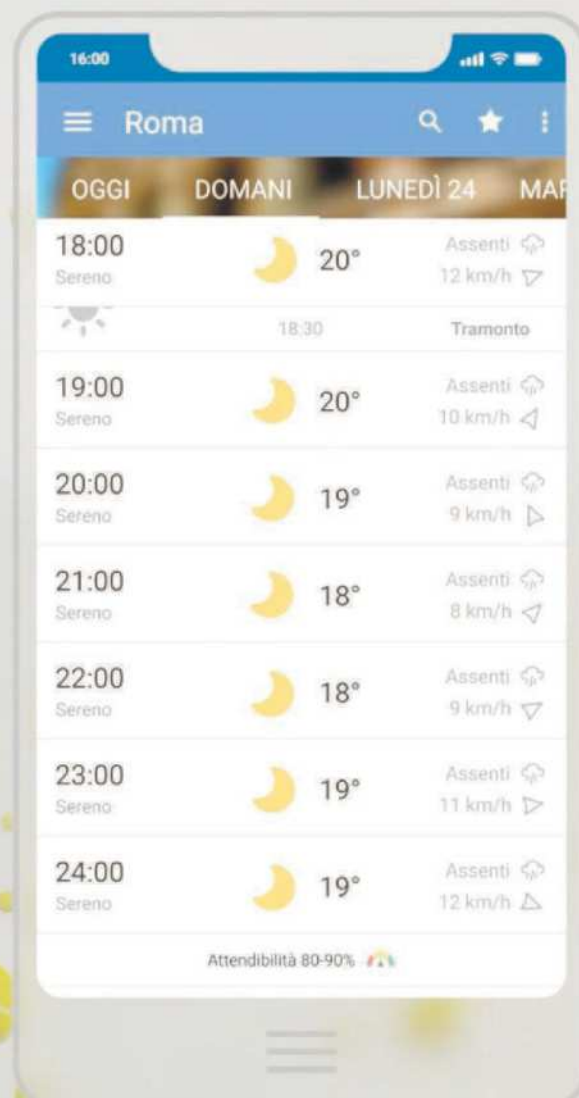 16:00
Roma
OGGI DOMANI LUNEDÌ 24 MAR
18:00 20° Assenti
Sereno 12 km/h
18:30 Tramonto
19:00 20° Assenti
Sereno 10 km/h
20:00 19° Assenti
Sereno 9 km/h
21:00 18° Assenti
Sereno 8 km/h
22:00 18° Assenti
Sereno 9 km/h
23:00 19° Assenti
Sereno 11 km/h
24:00 19° Assenti
Sereno 12 km/h
Attendibilità 80-90%